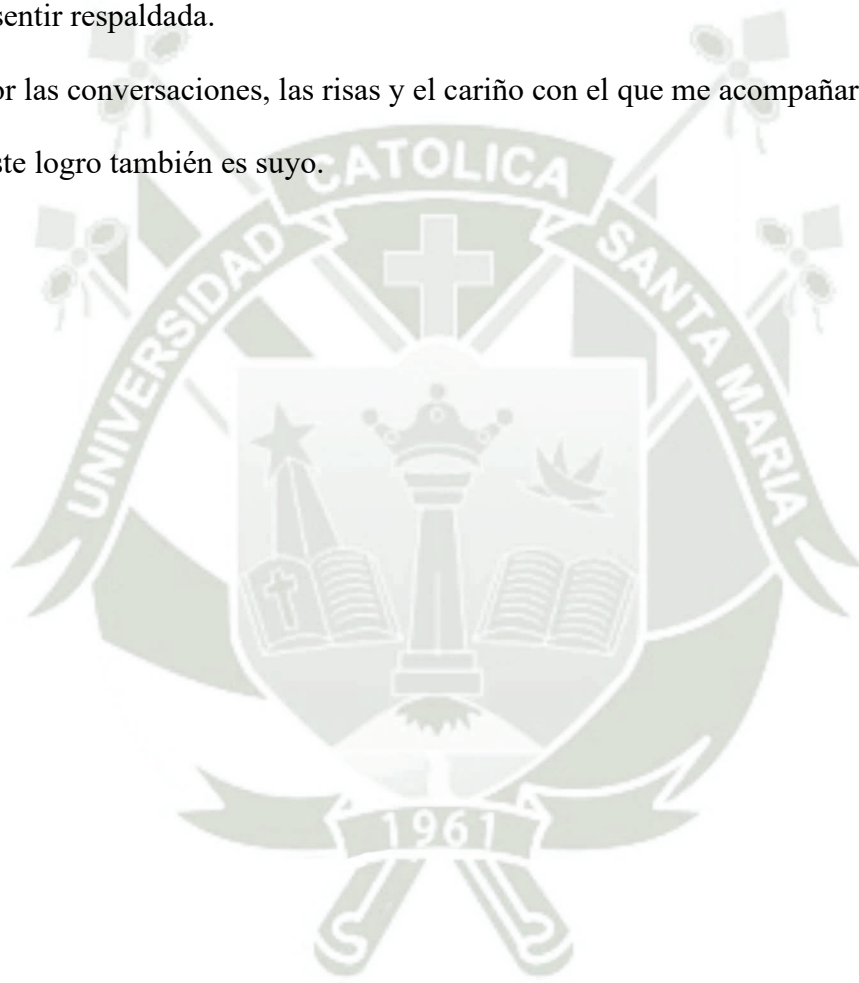 sentir respaldada.
or las conversaciones, las risas y el cariño con el que me acompañar
ste logro también es suyo.
UNIVERSIDAD CATOLICA SANTA MARIA
1961